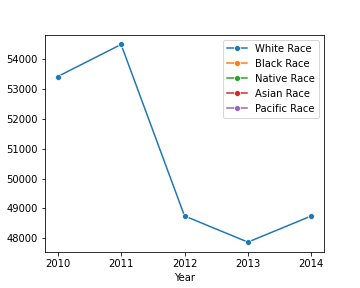 54000
53000
52000
51000
50000
49000
48000
2010 2011 2012 2013 2014
Year
White Race
Black Race
Native Race
Asian Race
Pacific Race